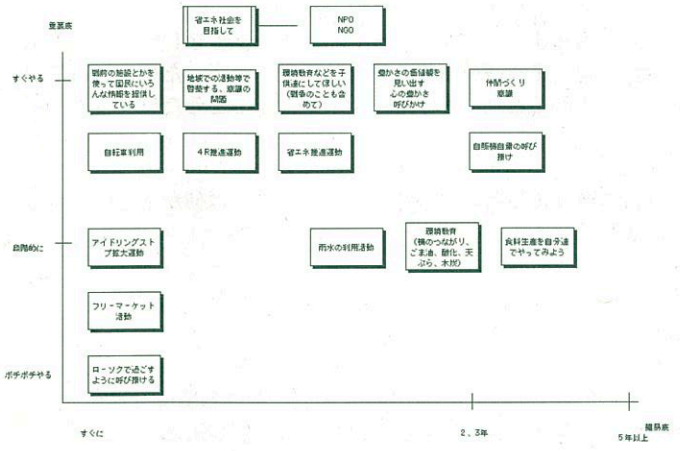 重要度
省エネ社会を
目指して
NPO
NGO
すぐやる
戦前の施設とかを
使って国民にいろ
んな情報を提供し
ている
地域での活動等で
啓発する、意識の
問題
環境教育などを子
供達にしてほしい
(戦争のことも含
めて)
豊かさの価値観を
見い出す
心の豊かさ
呼びかけ
仲間づくり
意識
自転車利用
4R推進運動
省エネ推進運動
自販機自粛の呼び
掛け
段階的に
アイドリングスト
ップ拡大運動
雨水の利用活動
環境教育
(横のつながり、
ごま油、酸化、天
ぷら、木炭)
食料生産を自分達
でやってみよう
フリーマーケット
活動
ボチボチやる
ローソクで過ごす
ように呼び掛ける
すぐに
2、3年
5年以上
難易度